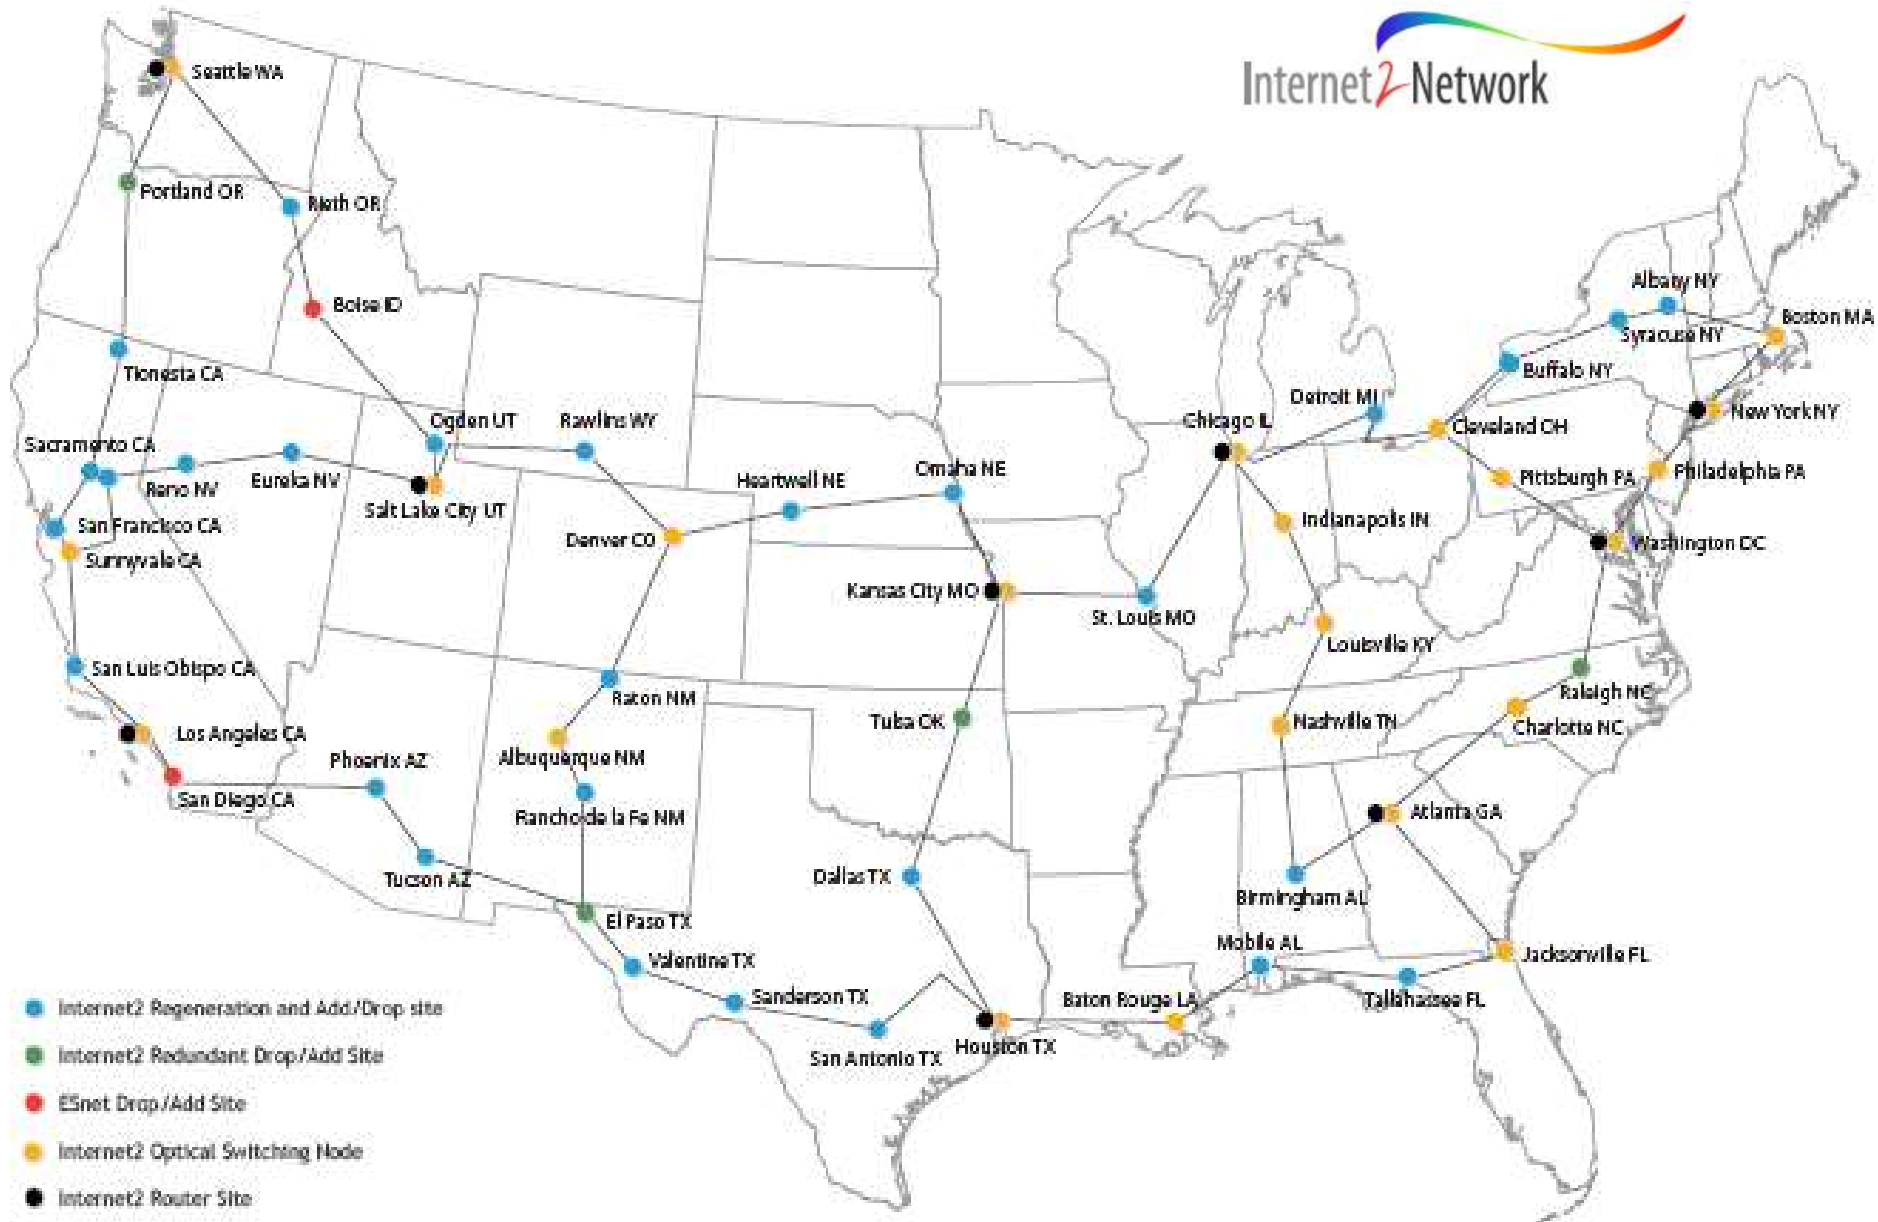 Internet2 Network
Seattle WA
Portland OR
Rieth OR
Boise ID
Albany NY
Boston MA
Syracuse NY
Tionesta CA
Buffalo NY
Detroit MI
Ogden UT
Rawlins WY
Chicago IL
New York NY
Cleveland OH
Sacramento CA
Omaha NE
Reno NV
Eureka NV
Heartwell NE
Pittsburgh PA
Philadelphia PA
Salt Lake City UT
San Francisco CA
Indianapolis IN
Denver CO
Washington DC
Sunnyvale CA
Kansas City MO
St. Louis MO
Louisville KY
San Luis Obispo CA
Raton NM
Raleigh NC
Tulsa OK
Nashville TN
Charlotte NC
Los Angeles CA
Phoenix AZ
Albuquerque NM
San Diego CA
Rancho de la Fe NM
Atlanta GA
Dallas TX
Tucson AZ
Birmingham AL
El Paso TX
Mobile AL
Jacksonville FL
Valentine TX
Sanderson TX
Baton Rouge LA
Tallahassee FL
San Antonio TX
Houston TX
Internet2 Regeneration and Add/Drop site
Internet2 Redundant Drop/Add Site
ESnet Drop/Add Site
Internet2 Optical Switching Node
Internet2 Router Site